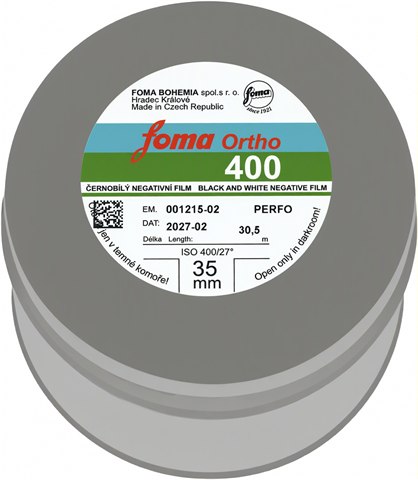 FOMA BOHEMIA spol.s r. o.
Hradec Králové
Made in Czech Republic
foma
since 1921
foma Ortho
400
ČERNOBÍLÝ NEGATIVNÍ FILM BLACK AND WHITE NEGATIVE FILM
EM. 001215-02 PERFO
DAT: 2027-02
Délka Length: 30,5 m
ISO 400/27°
35
mm
jen v temné komoře!
Open only in darkroom!